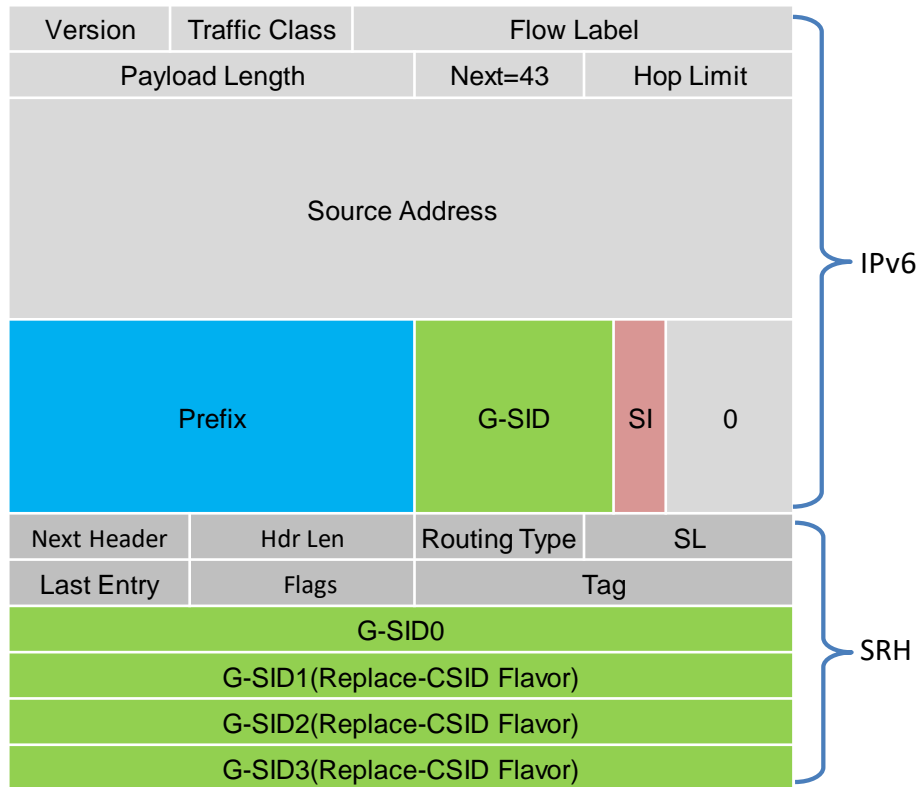 Version Traffic Class Flow Label
Payload Length Next=43 Hop Limit
Source Address
IPv6
Prefix G-SID SI 0
Next Header Hdr Len Routing Type SL
Last Entry Flags Tag
G-SID0
SRH
G-SID1(Replace-CSID Flavor)
G-SID2(Replace-CSID Flavor)
G-SID3(Replace-CSID Flavor)